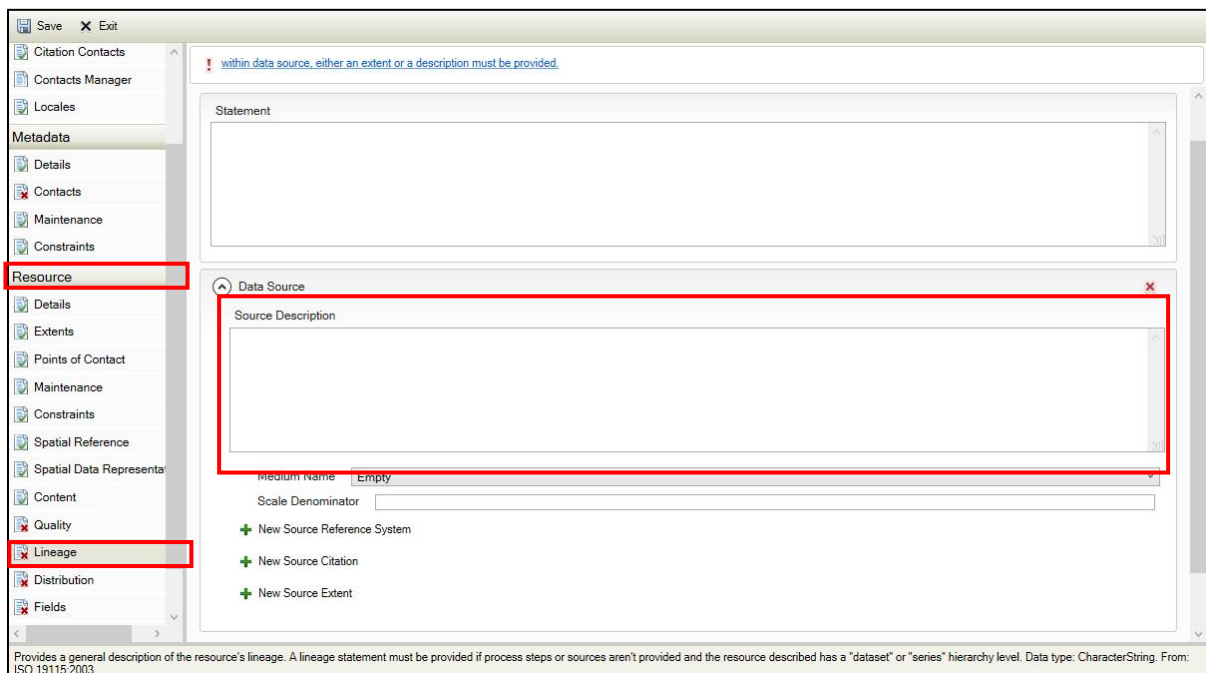 Save Exit
Citation Contacts
Contacts Manager
Locales
Metadata
Details
Contacts
Maintenance
Constraints
Resource
Details
Extents
Points of Contact
Maintenance
Constraints
Spatial Reference
Spatial Data Representa
Content
Quality
Lineage
Distribution
Fields
! within data source, either an extent or a description must be provided.
Statement
Data Source
Source Description
Medium Name Empty
Scale Denominator
New Source Reference System
New Source Citation
New Source Extent
Provides a general description of the resource's lineage. A lineage statement must be provided if process steps or sources aren't provided and the resource described has a "dataset" or "series" hierarchy level. Data type: CharacterString. From:
ISO 19115:2003